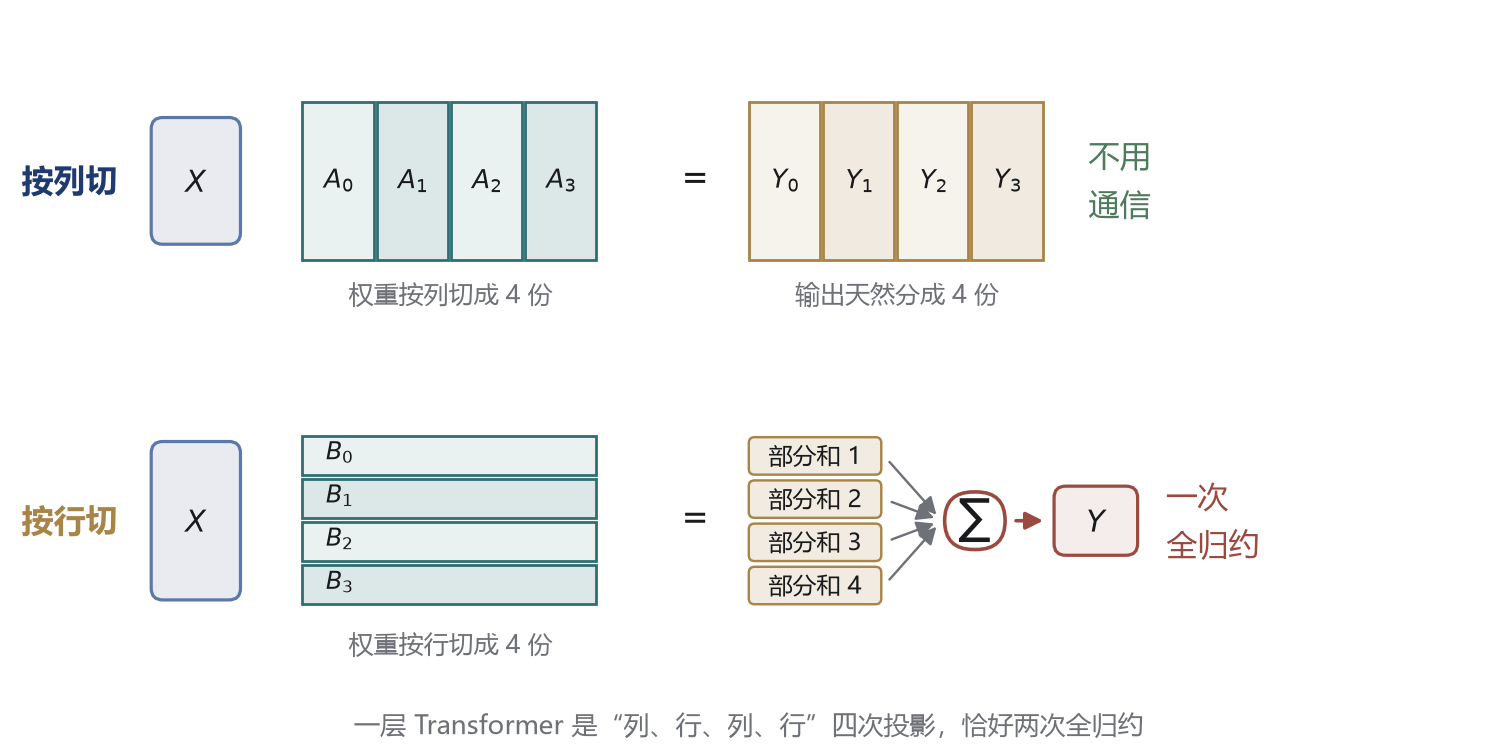 按列切
X
A₀ A₁ A₂ A₃
=
Y₀ Y₁ Y₂ Y₃
不用
通信
权重按列切成 4 份
输出天然分成 4 份
按行切
X
B₀
B₁
B₂
B₃
=
部分和 1
部分和 2
部分和 3
部分和 4
∑
Y
一次
全归约
权重按行切成 4 份
一层 Transformer 是“列、行、列、行”四次投影，恰好两次全归约